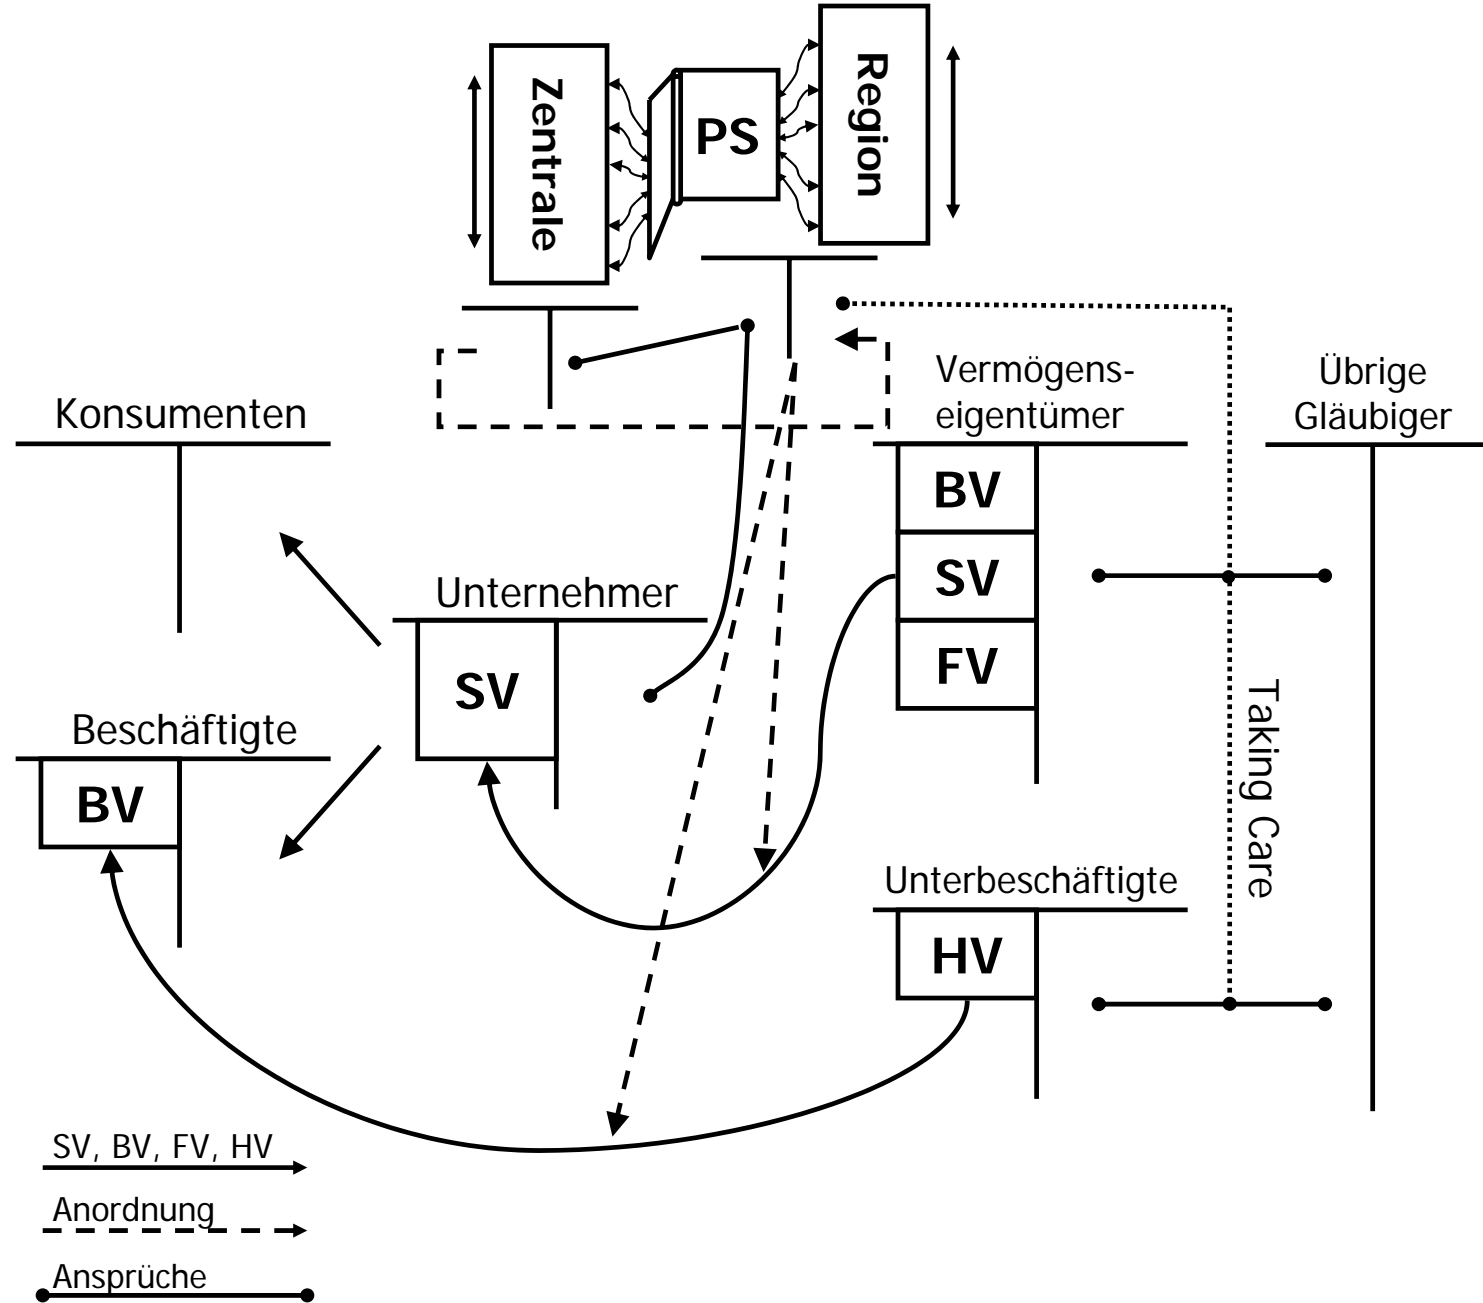 Zentrale
PS
Region
Konsumenten
Vermögens-
eigentümer
Übrige
Gläubiger
BV
SV
FV
Unternehmer
SV
Beschäftigte
BV
Taking Care
Unterbeschäftigte
HV
SV, BV, FV, HV
Anordnung
Ansprüche